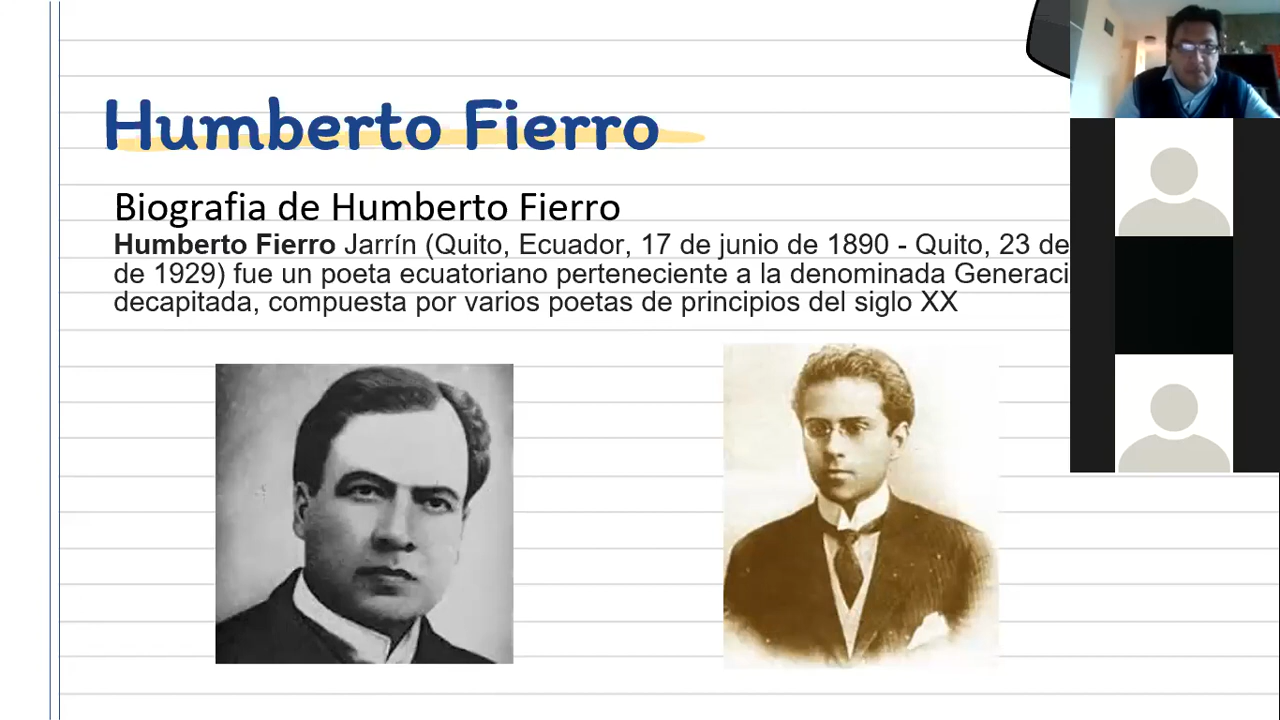 Humberto Fierro
Biografia de Humberto Fierro
Humberto Fierro Jarrín (Quito, Ecuador, 17 de junio de 1890 - Quito, 23 de
de 1929) fue un poeta ecuatoriano perteneciente a la denominada Generaci
decapitada, compuesta por varios poetas de principios del siglo XX